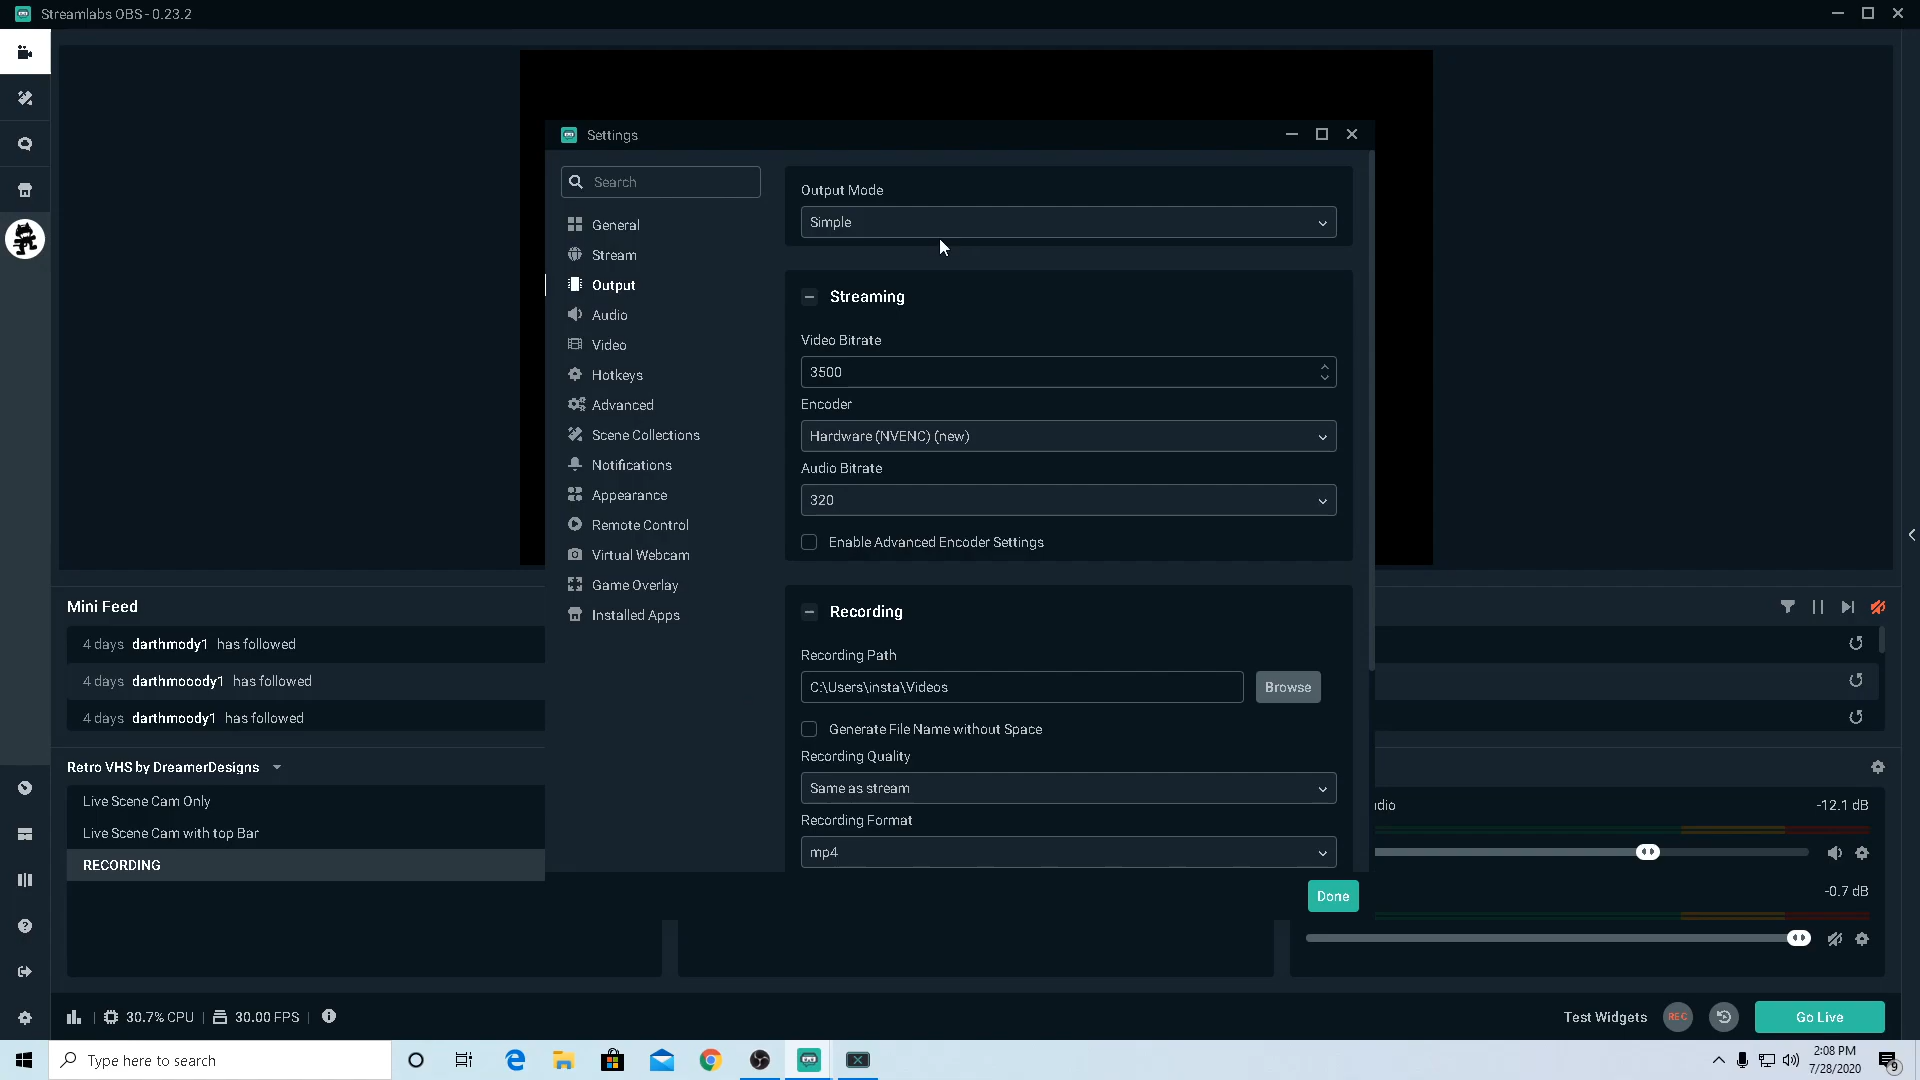 Streamlabs OBS - 0.23.2
Settings
Search
General
Stream
Output
Audio
Video
Hotkeys
Advanced
Scene Collections
Notifications
Appearance
Remote Control
Virtual Webcam
Game Overlay
Installed Apps
Output Mode
Simple
Streaming
Video Bitrate
3500
Encoder
Hardware (NVENC) (new)
Audio Bitrate
320
Enable Advanced Encoder Settings
Recording
Recording Path
C:\Users\insta\Videos
Browse
Generate File Name without Space
Recording Quality
Same as stream
Recording Format
mp4
Done
Mini Feed
4 days darthmody1 has followed
4 days darthmooody1 has followed
4 days darthmoody1 has followed
Retro VHS by DreamerDesigns
Live Scene Cam Only
Live Scene Cam with top Bar
RECORDING
dio
-12.1 dB
-0.7 dB
30.7% CPU
30.00 FPS
Test Widgets
REC
Go Live
Type here to search
2:08 PM
7/28/2020
9